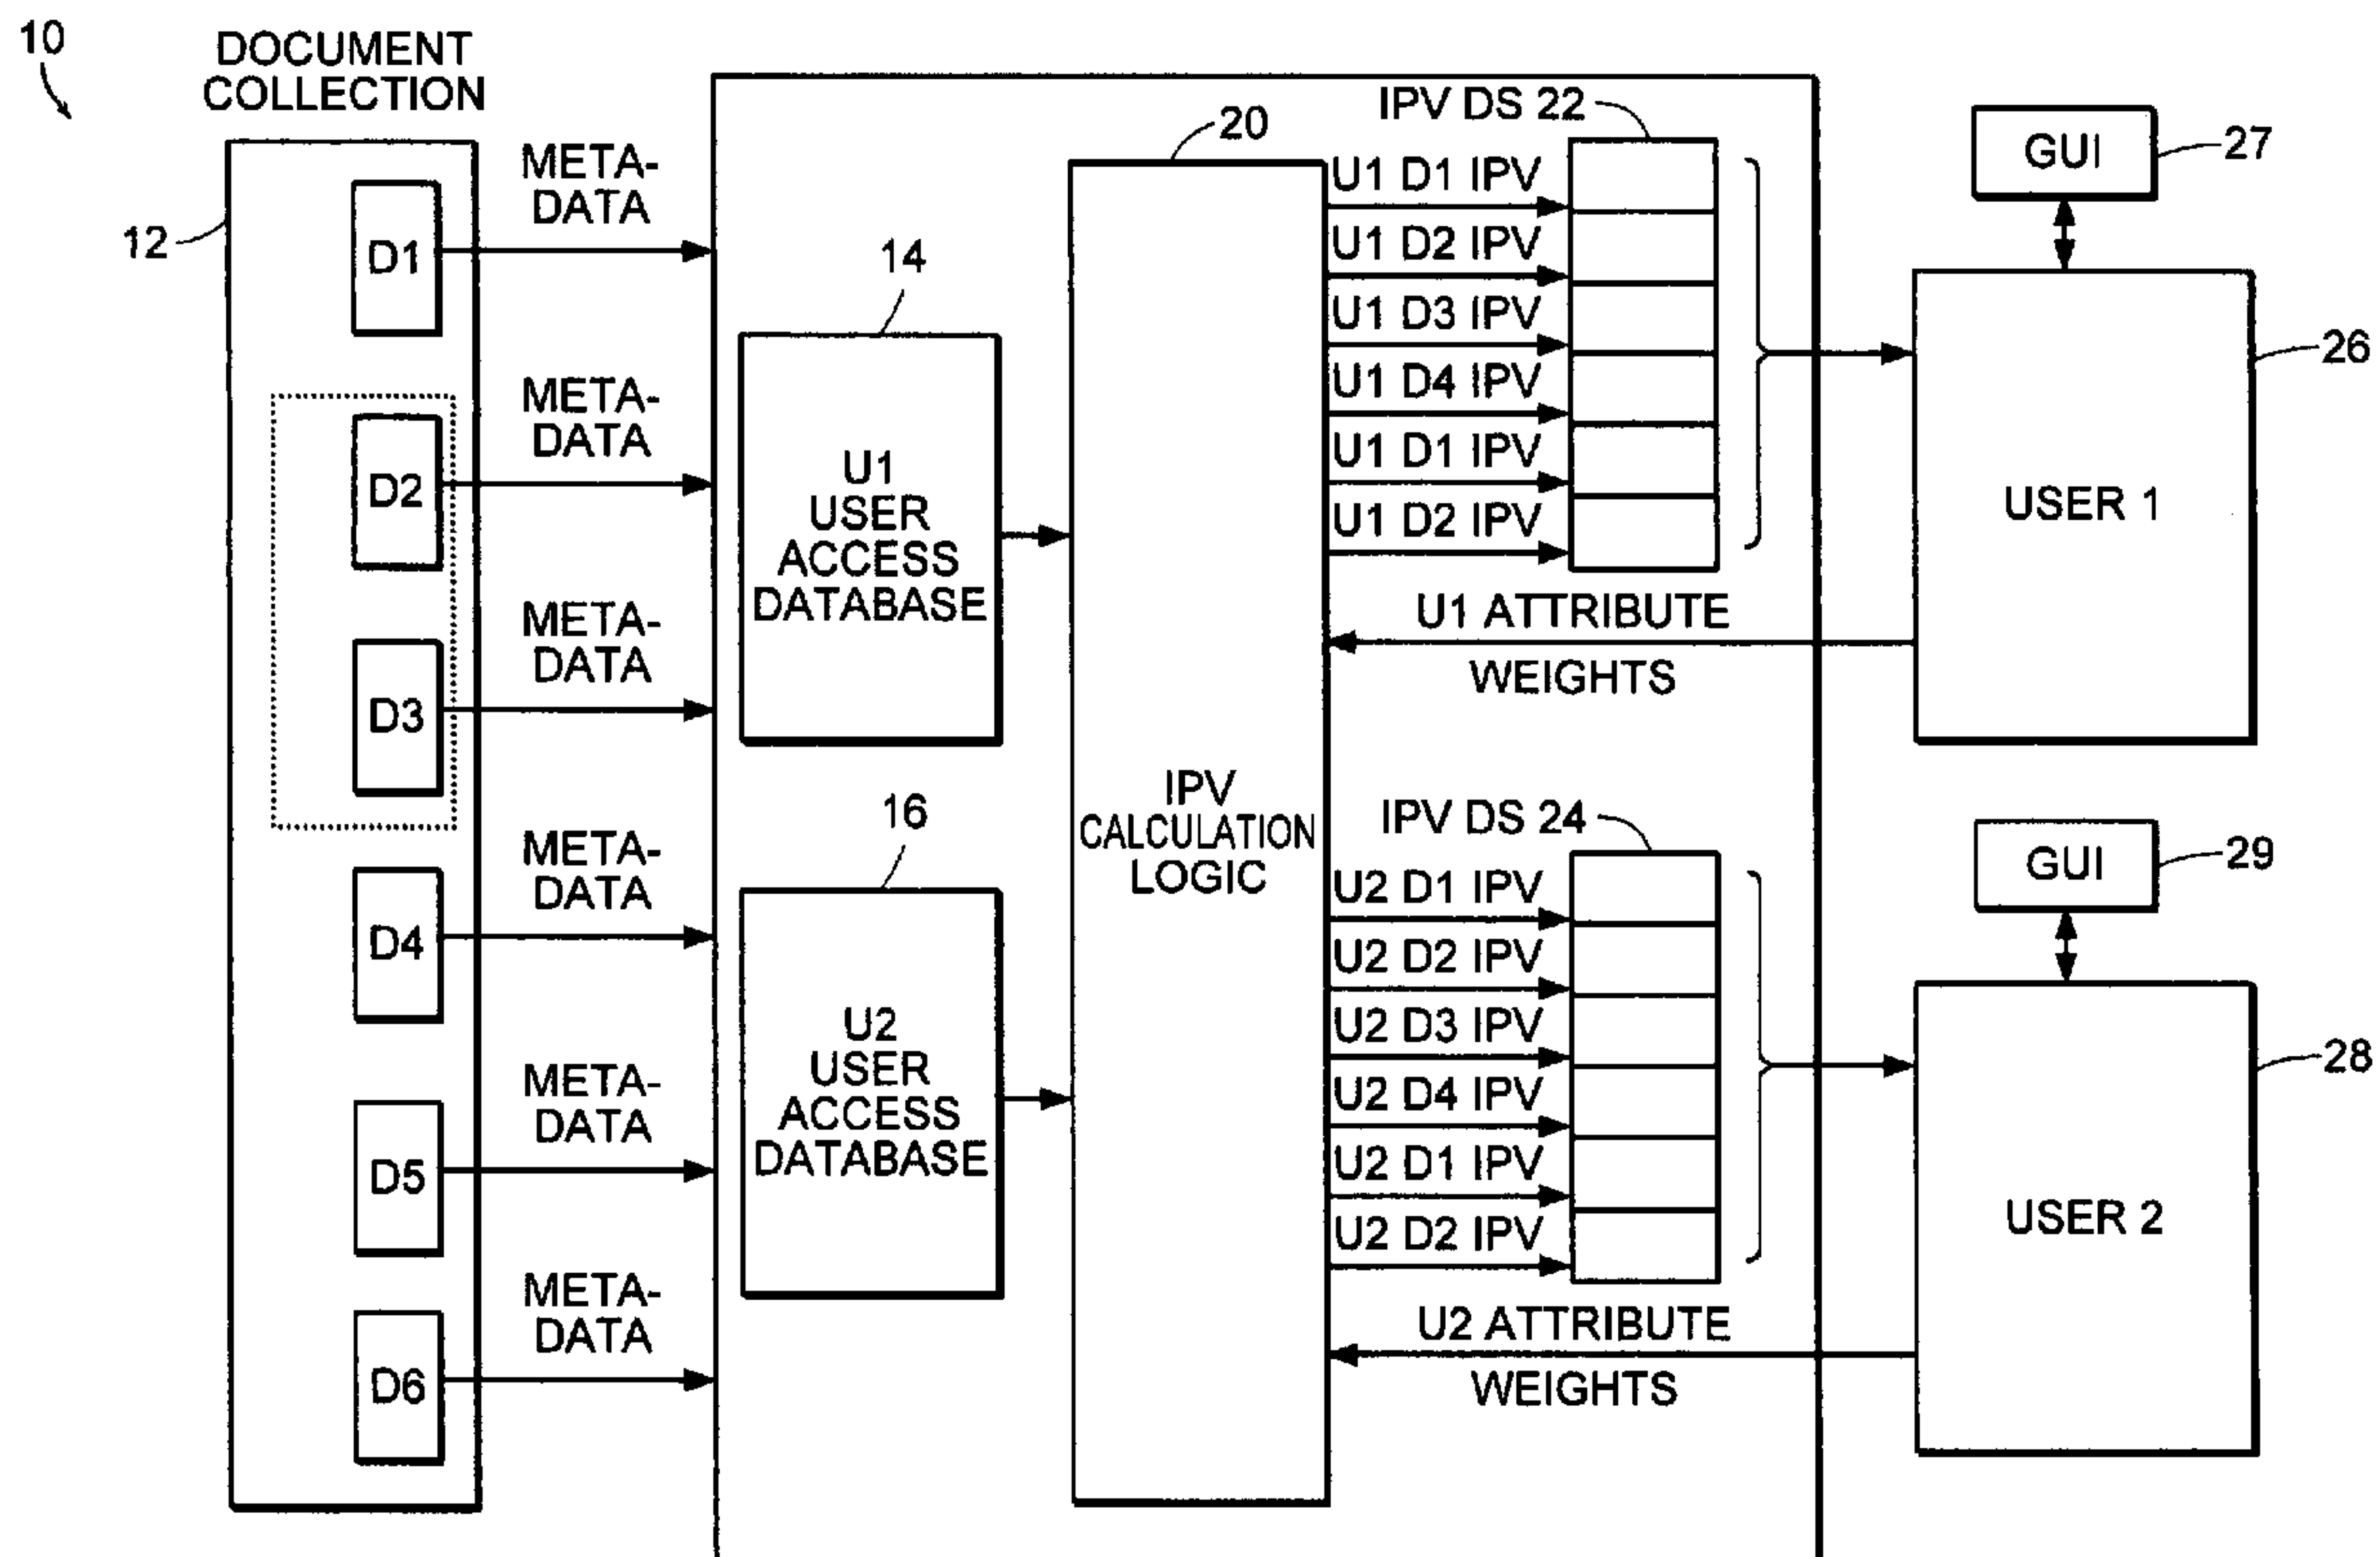 10
DOCUMENT
COLLECTION
12
D1
D2
D3
D4
D5
D6
META-
DATA
META-
DATA
META-
DATA
META-
DATA
META-
DATA
META-
DATA
14
U1
USER
ACCESS
DATABASE
16
U2
USER
ACCESS
DATABASE
20
IPV
CALCULATION
LOGIC
IPV DS 22
U1 D1 IPV
U1 D2 IPV
U1 D3 IPV
U1 D4 IPV
U1 D1 IPV
U1 D2 IPV
U1 ATTRIBUTE
WEIGHTS
IPV DS 24
U2 D1 IPV
U2 D2 IPV
U2 D3 IPV
U2 D4 IPV
U2 D1 IPV
U2 D2 IPV
U2 ATTRIBUTE
WEIGHTS
GUI
27
26
USER 1
GUI
29
28
USER 2